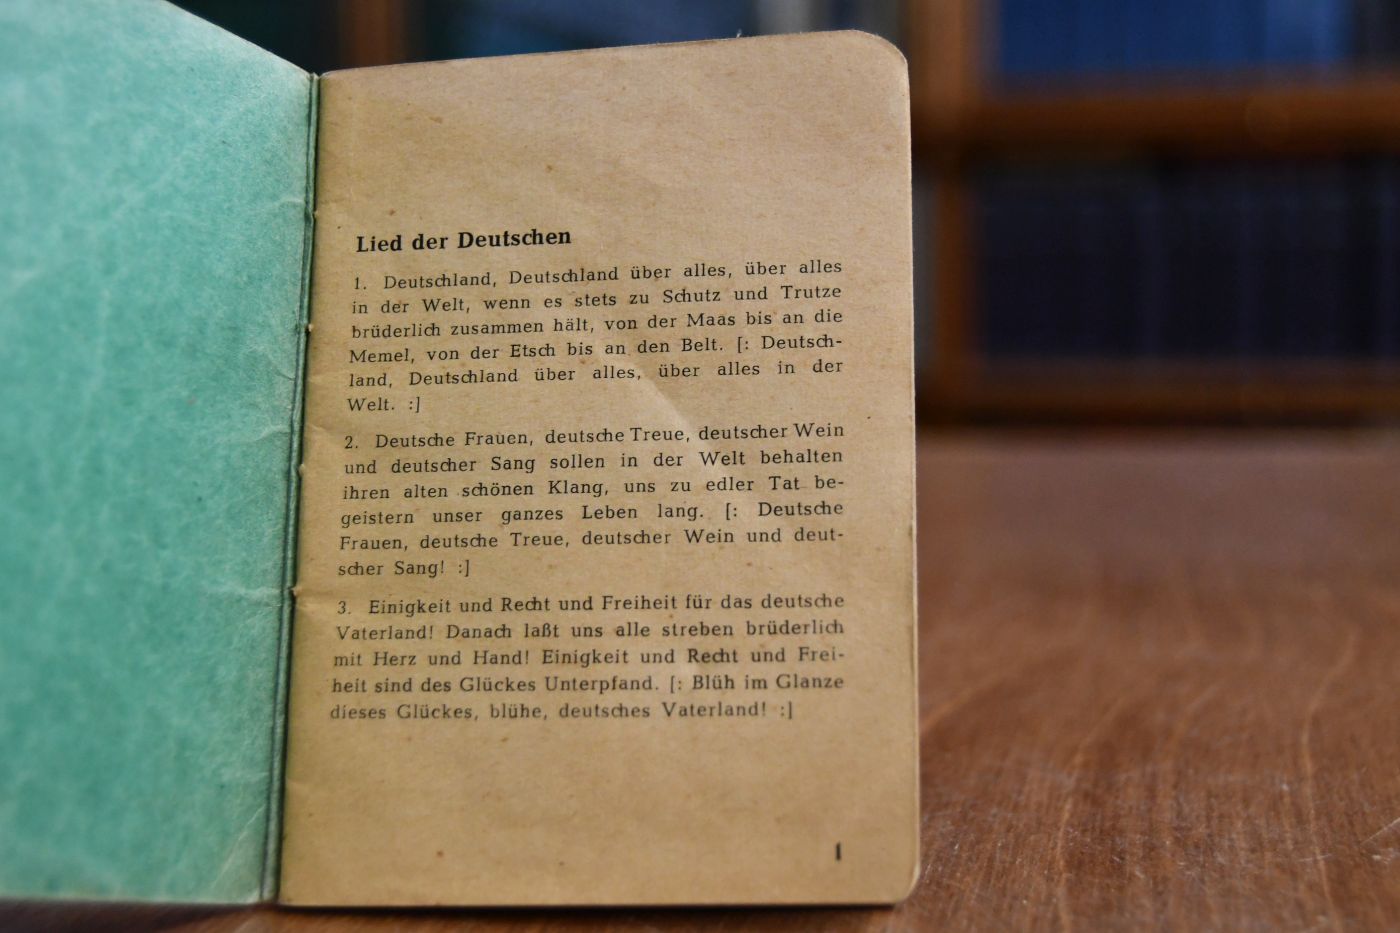 Lied der Deutschen
1. Deutschland, Deutschland über alles, über alles
in der Welt, wenn es stets zu Schutz und Trutze
brüderlich zusammen hält, von der Maas bis an die
Memel, von der Etsch bis an den Belt. [: Deutsch-
land, Deutschland über alles, über alles in der
Welt. :]
2. Deutsche Frauen, deutsche Treue, deutscher Wein
und deutscher Sang sollen in der Welt behalten
ihren alten schönen Klang, uns zu edler Tat be-
geistern unser ganzes Leben lang. [: Deutsche
Frauen, deutsche Treue, deutscher Wein und deut-
scher Sang! :]
3. Einigkeit und Recht und Freiheit für das deutsche
Vaterland! Danach laßt uns alle streben brüderlich
mit Herz und Hand! Einigkeit und Recht und Frei-
heit sind des Glückes Unterpfand. [: Blüh im Glanze
dieses Glückes, blühe, deutsches Vaterland! :]
1